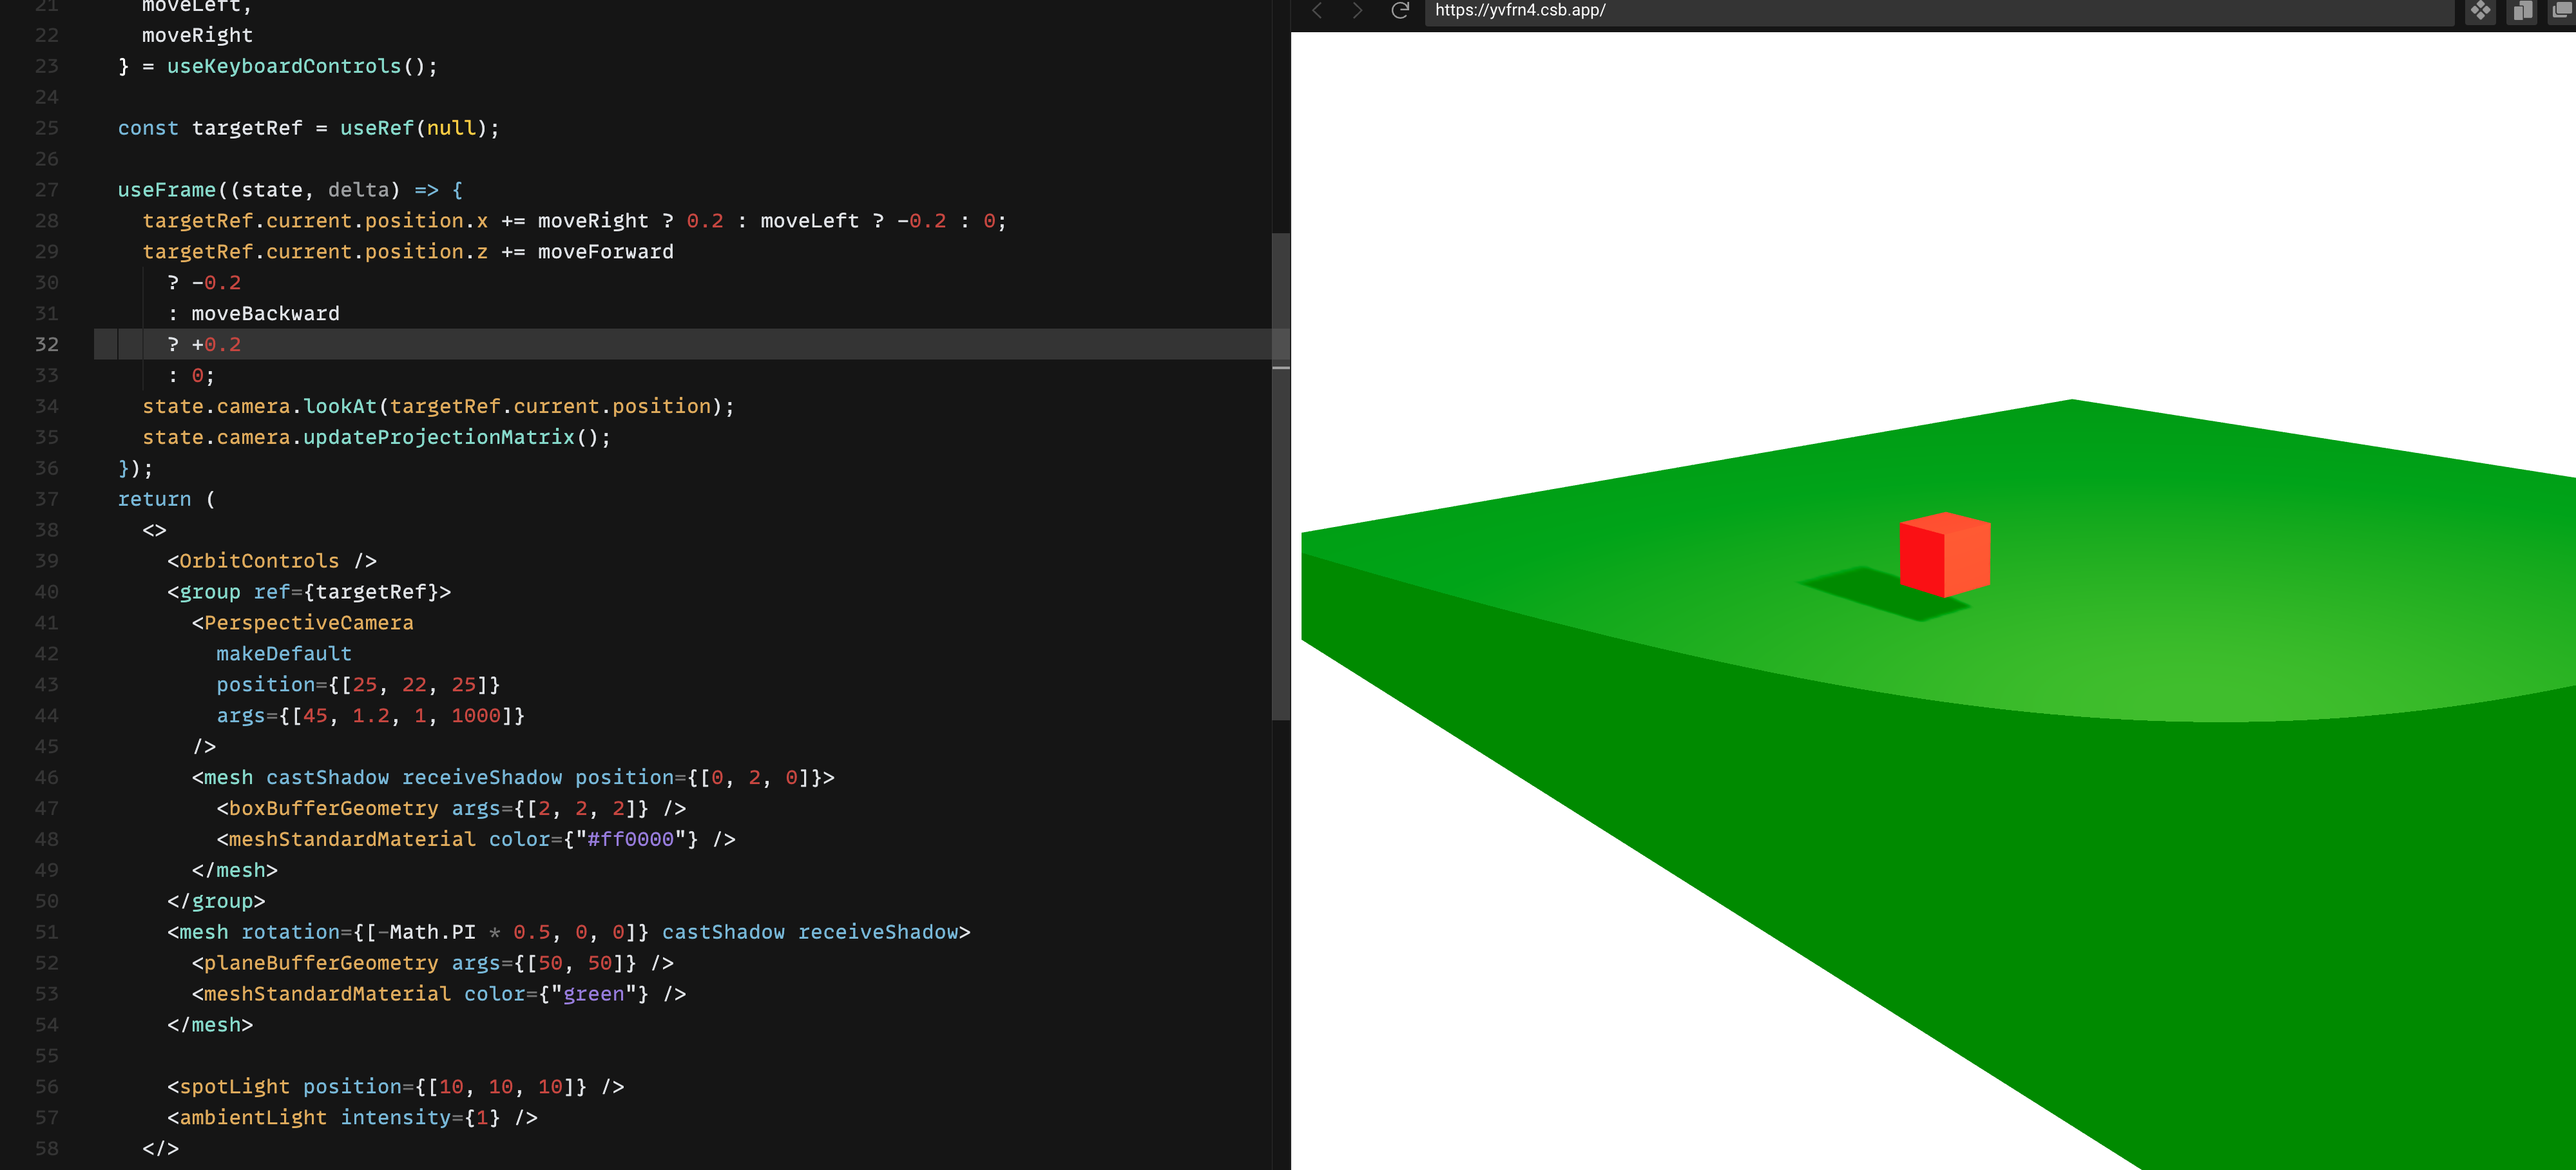 21 moveLeft,
22 moveRight
23 } = useKeyboardControls();
24
25 const targetRef = useRef(null);
26
27 useFrame((state, delta) => {
28 targetRef.current.position.x += moveRight ? 0.2 : moveLeft ? -0.2 : 0;
29 targetRef.current.position.z += moveForward
30 ? -0.2
31 : moveBackward
32 ? +0.2
33 : 0;
34 state.camera.lookAt(targetRef.current.position);
35 state.camera.updateProjectionMatrix();
36 });
37 return (
38 <>
39 <OrbitControls />
40 <group ref={targetRef}>
41 <PerspectiveCamera
42 makeDefault
43 position={[25, 22, 25]}
44 args={[45, 1.2, 1, 1000]}
45 />
46 <mesh castShadow receiveShadow position={[0, 2, 0]}>
47 <boxBufferGeometry args={[2, 2, 2]} />
48 <meshStandardMaterial color={"#ff0000"} />
49 </mesh>
50 </group>
51 <mesh rotation={[-Math.PI * 0.5, 0, 0]} castShadow receiveShadow>
52 <planeBufferGeometry args={[50, 50]} />
53 <meshStandardMaterial color={"green"} />
54 </mesh>
55
56 <spotLight position={[10, 10, 10]} />
57 <ambientLight intensity={1} />
58 </>
https://yvfrn4.csb.app/